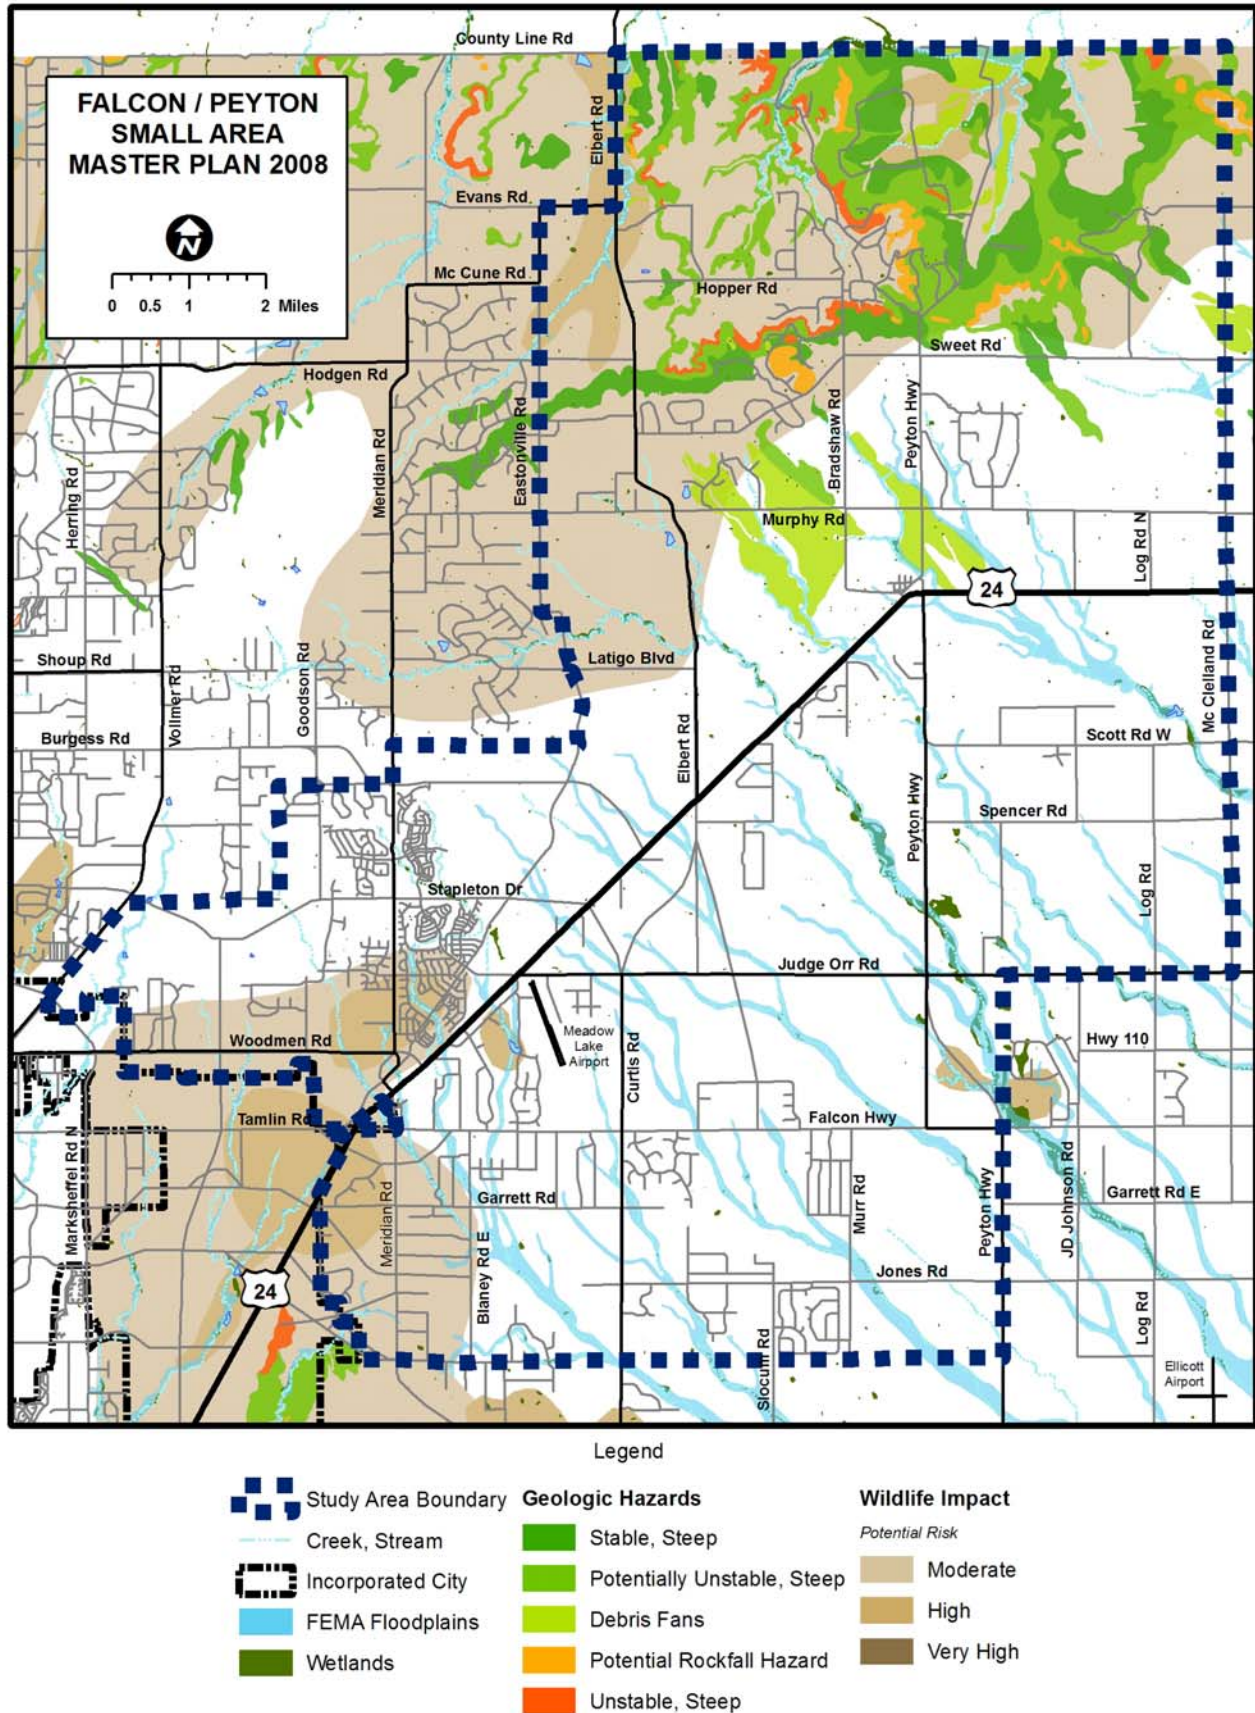 County Line Rd
FALCON / PEYTON
SMALL AREA
MASTER PLAN 2008
N
0 0.5 1 2 Miles
Elbert Rd
Evans Rd
Mc Cune Rd
Hopper Rd
Sweet Rd
Hodgen Rd
Meridian Rd
Eastonville Rd
Bradshaw Rd
Peyton Hwy
Herring Rd
Murphy Rd
Log Rd N
24
Shoup Rd
Vollmer Rd
Goodson Rd
Latigo Blvd
Mc Clelland Rd
Burgess Rd
Elbert Rd
Scott Rd W
Peyton Hwy
Spencer Rd
Stapleton Dr
Log Rd
Judge Orr Rd
Woodmen Rd
Meadow
Lake
Airport
Curtis Rd
Hwy 110
Tamlin Rd
Falcon Hwy
Marksheffel Rd N
Meridian Rd
Garrett Rd
Murr Rd
Peyton Hwy
JD Johnson Rd
Garrett Rd E
24
Blaney Rd E
Jones Rd
Slocum Rd
Log Rd
Ellicott
Airport
Legend
Study Area Boundary
Creek, Stream
Incorporated City
FEMA Floodplains
Wetlands
Geologic Hazards
Stable, Steep
Potentially Unstable, Steep
Debris Fans
Potential Rockfall Hazard
Unstable, Steep
Wildlife Impact
Potential Risk
Moderate
High
Very High